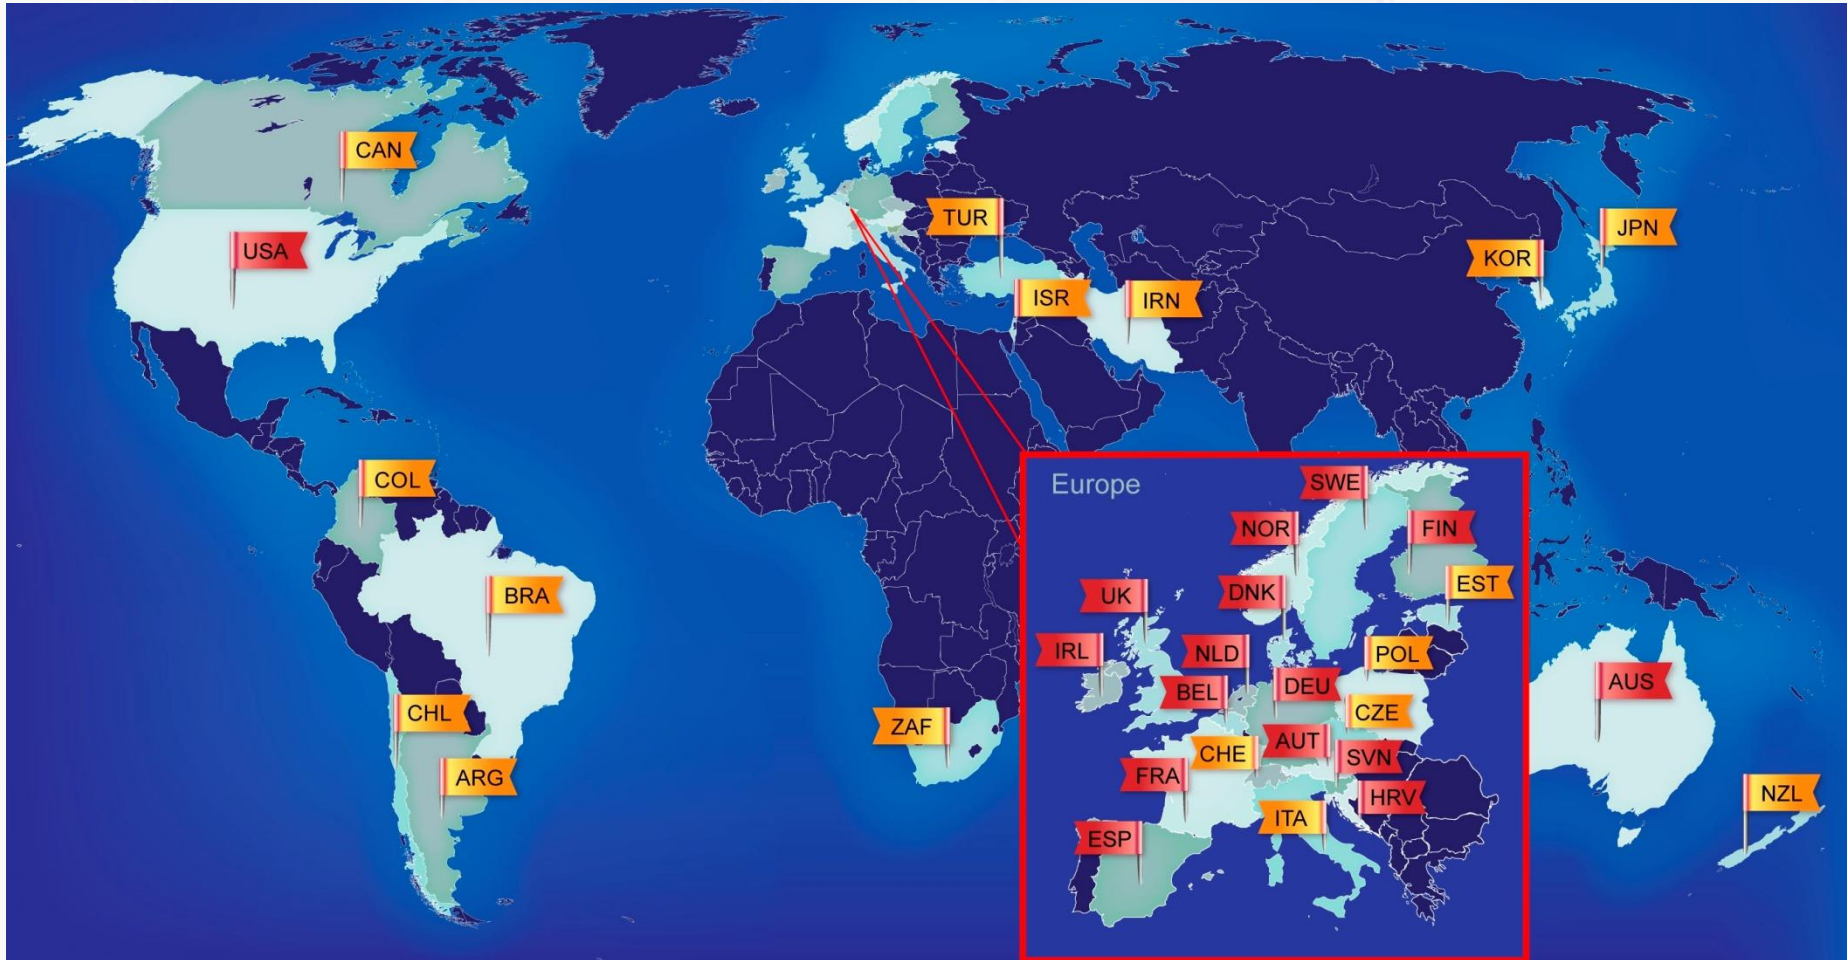 CAN
USA
TUR
JPN
KOR
ISR
IRN
COL
BRA
CHL
ARG
ZAF
Europe
SWE
NOR
FIN
EST
UK
DNK
IRL
NLD
POL
BEL
DEU
CZE
AUT
CHE
SVN
FRA
HRV
ITA
ESP
AUS
NZL